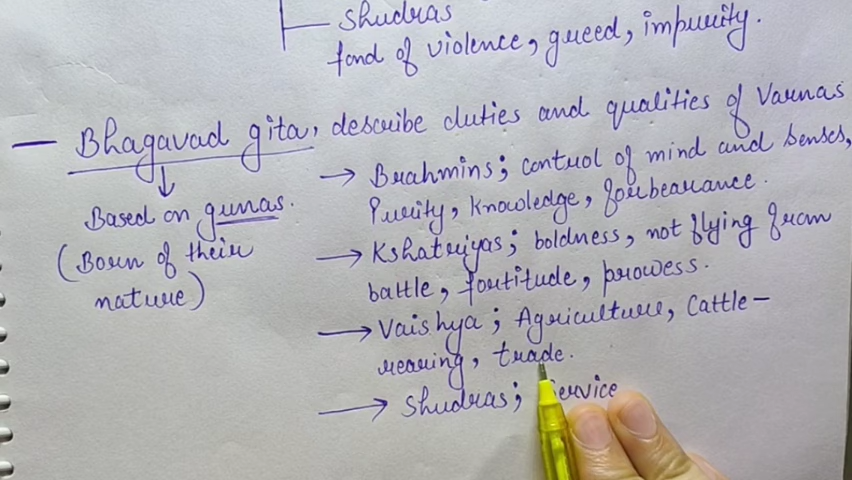 Shudras
fond of violence, greed, impurity.
— Bhagavad gita, describe duties and qualities of Varnas
→ Brahmins; control of mind and senses,
Purity, Knowledge, forbearance.
↓
Based on gunas.
(Born of their
nature)
→ Kshatriyas; boldness, not flying from
battle, fortitude, prowess.
→ Vaishya; Agriculture, Cattle-
rearing, trade.
→ Shudras; Service